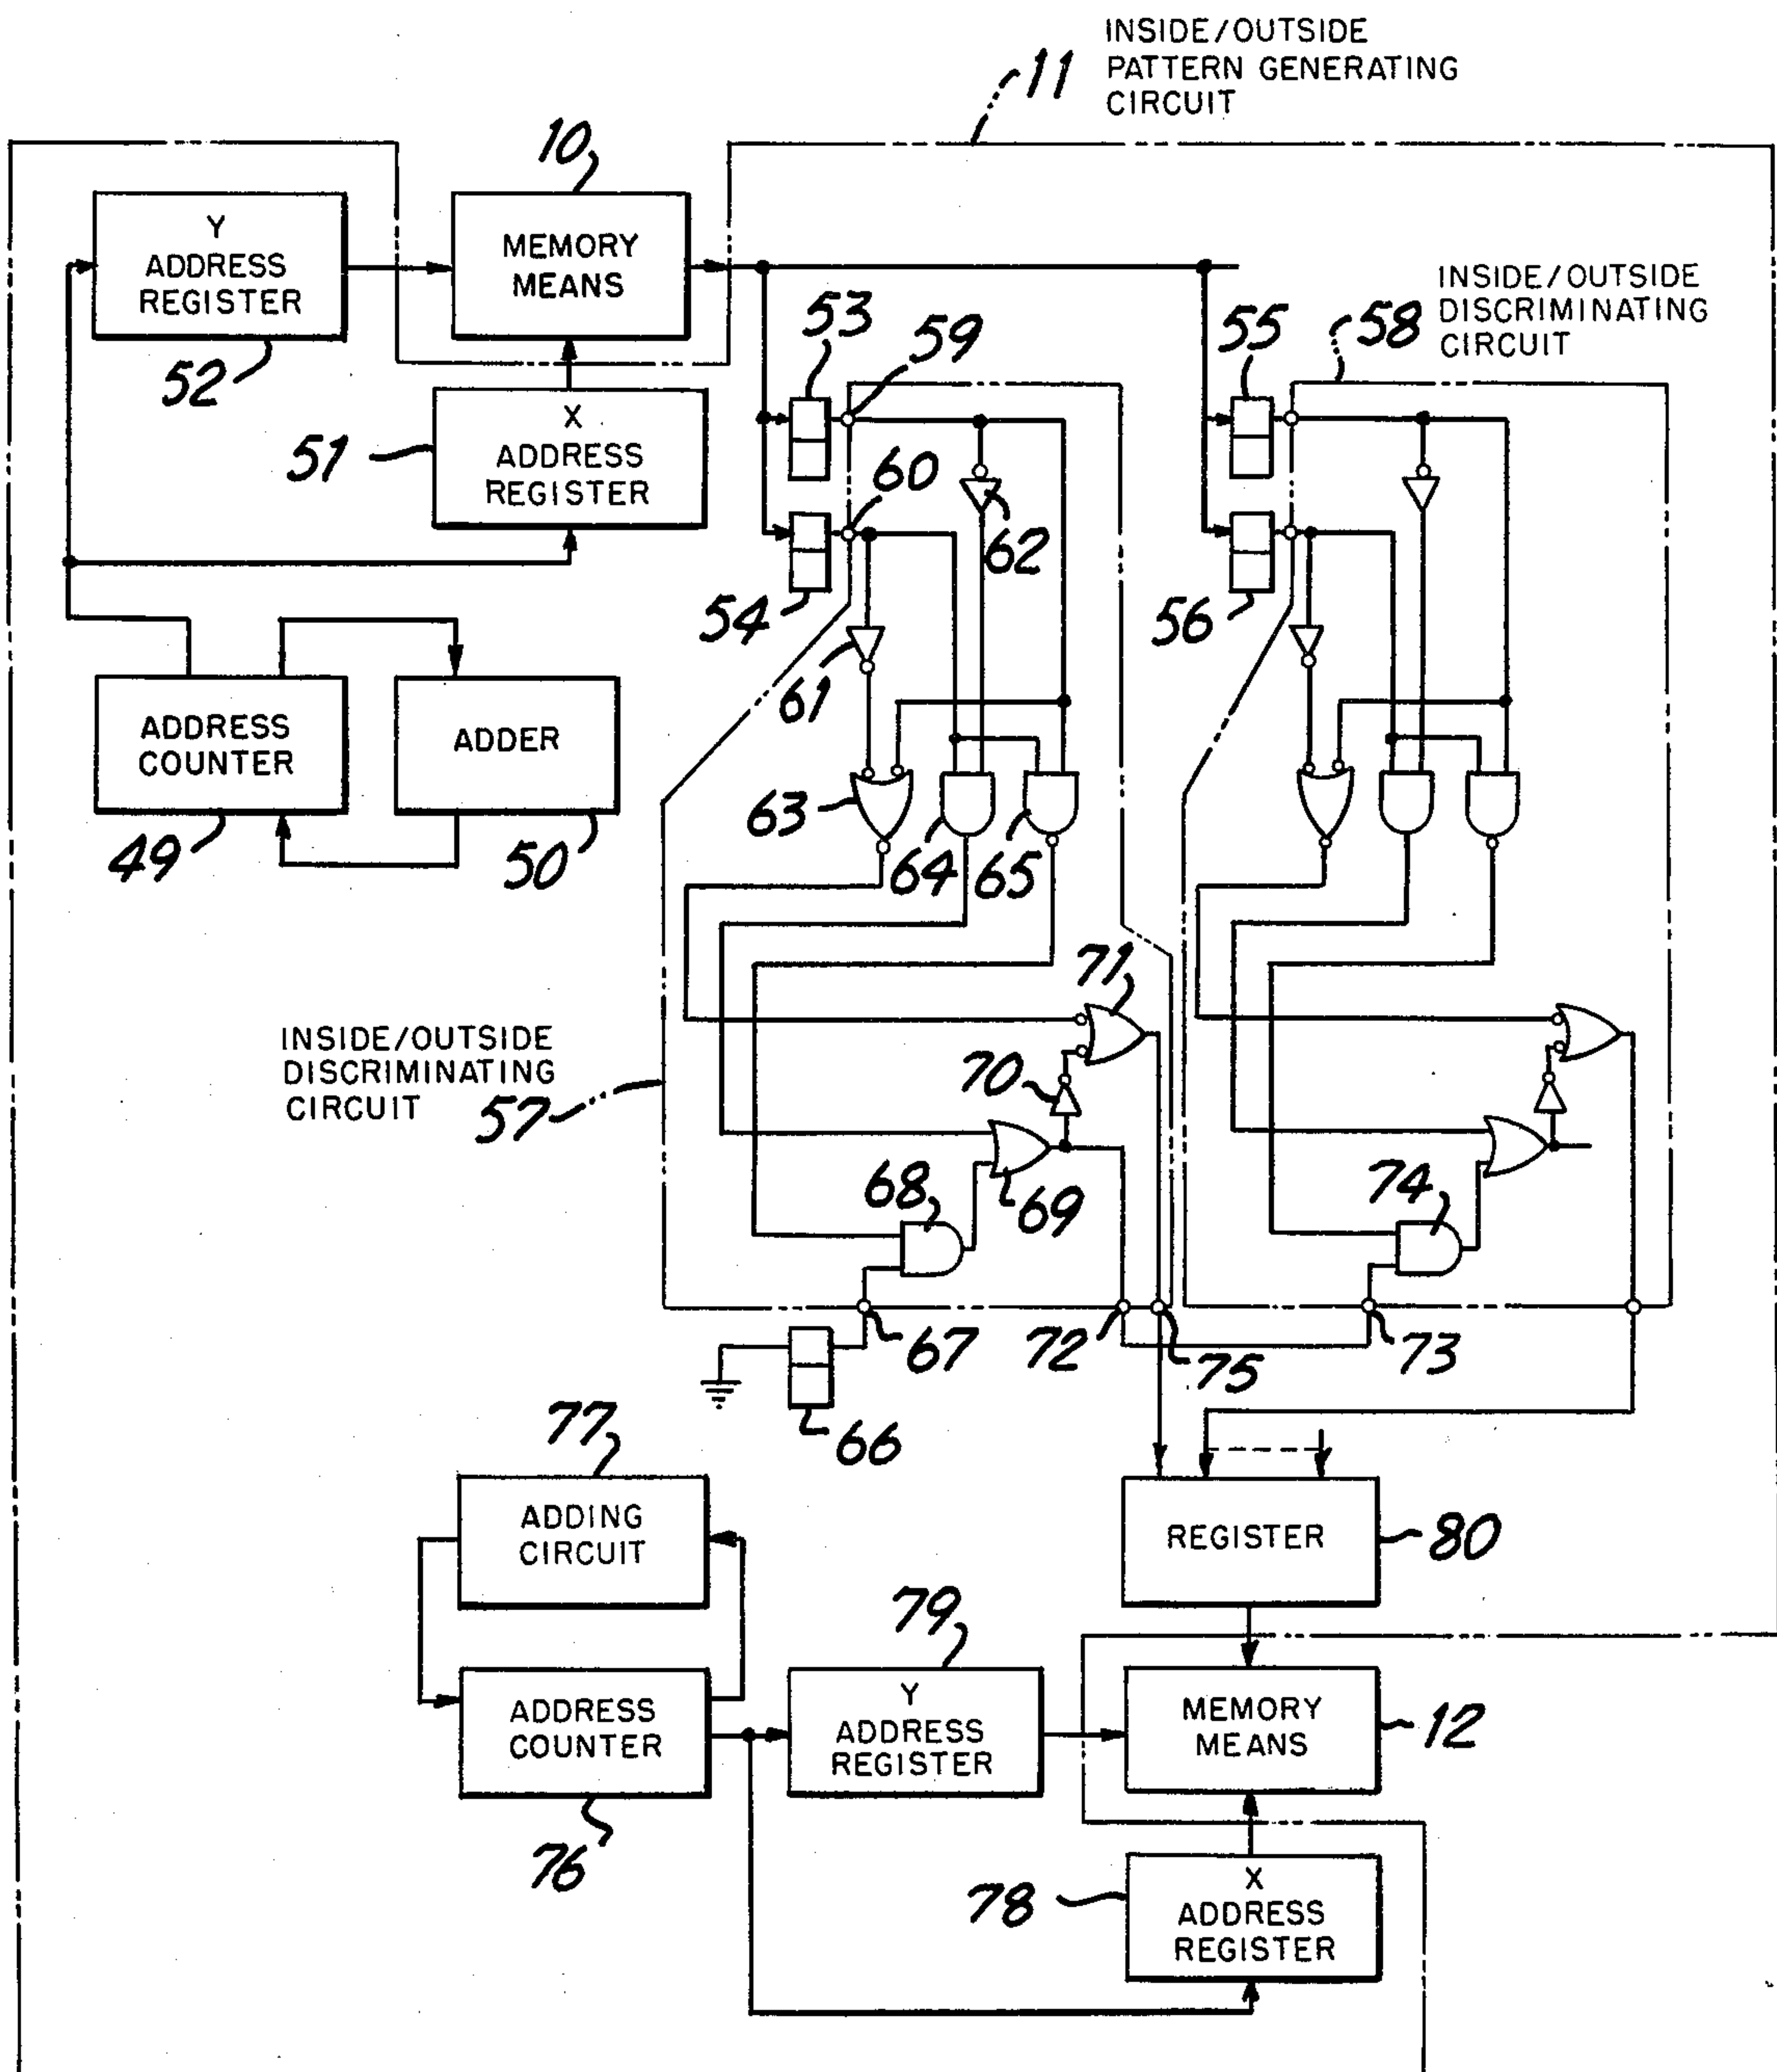 INSIDE/OUTSIDE
PATTERN GENERATING
CIRCUIT
11
10
Y
ADDRESS
REGISTER
52
MEMORY
MEANS
X
ADDRESS
REGISTER
51
53
59
60
54
61
62
55
56
58
INSIDE/OUTSIDE
DISCRIMINATING
CIRCUIT
ADDRESS
COUNTER
49
ADDER
50
63
64
65
71
70
INSIDE/OUTSIDE
DISCRIMINATING
CIRCUIT
57
68
69
74
67
72
75
73
66
77
ADDING
CIRCUIT
REGISTER
80
79
ADDRESS
COUNTER
76
Y
ADDRESS
REGISTER
MEMORY
MEANS
12
78
X
ADDRESS
REGISTER